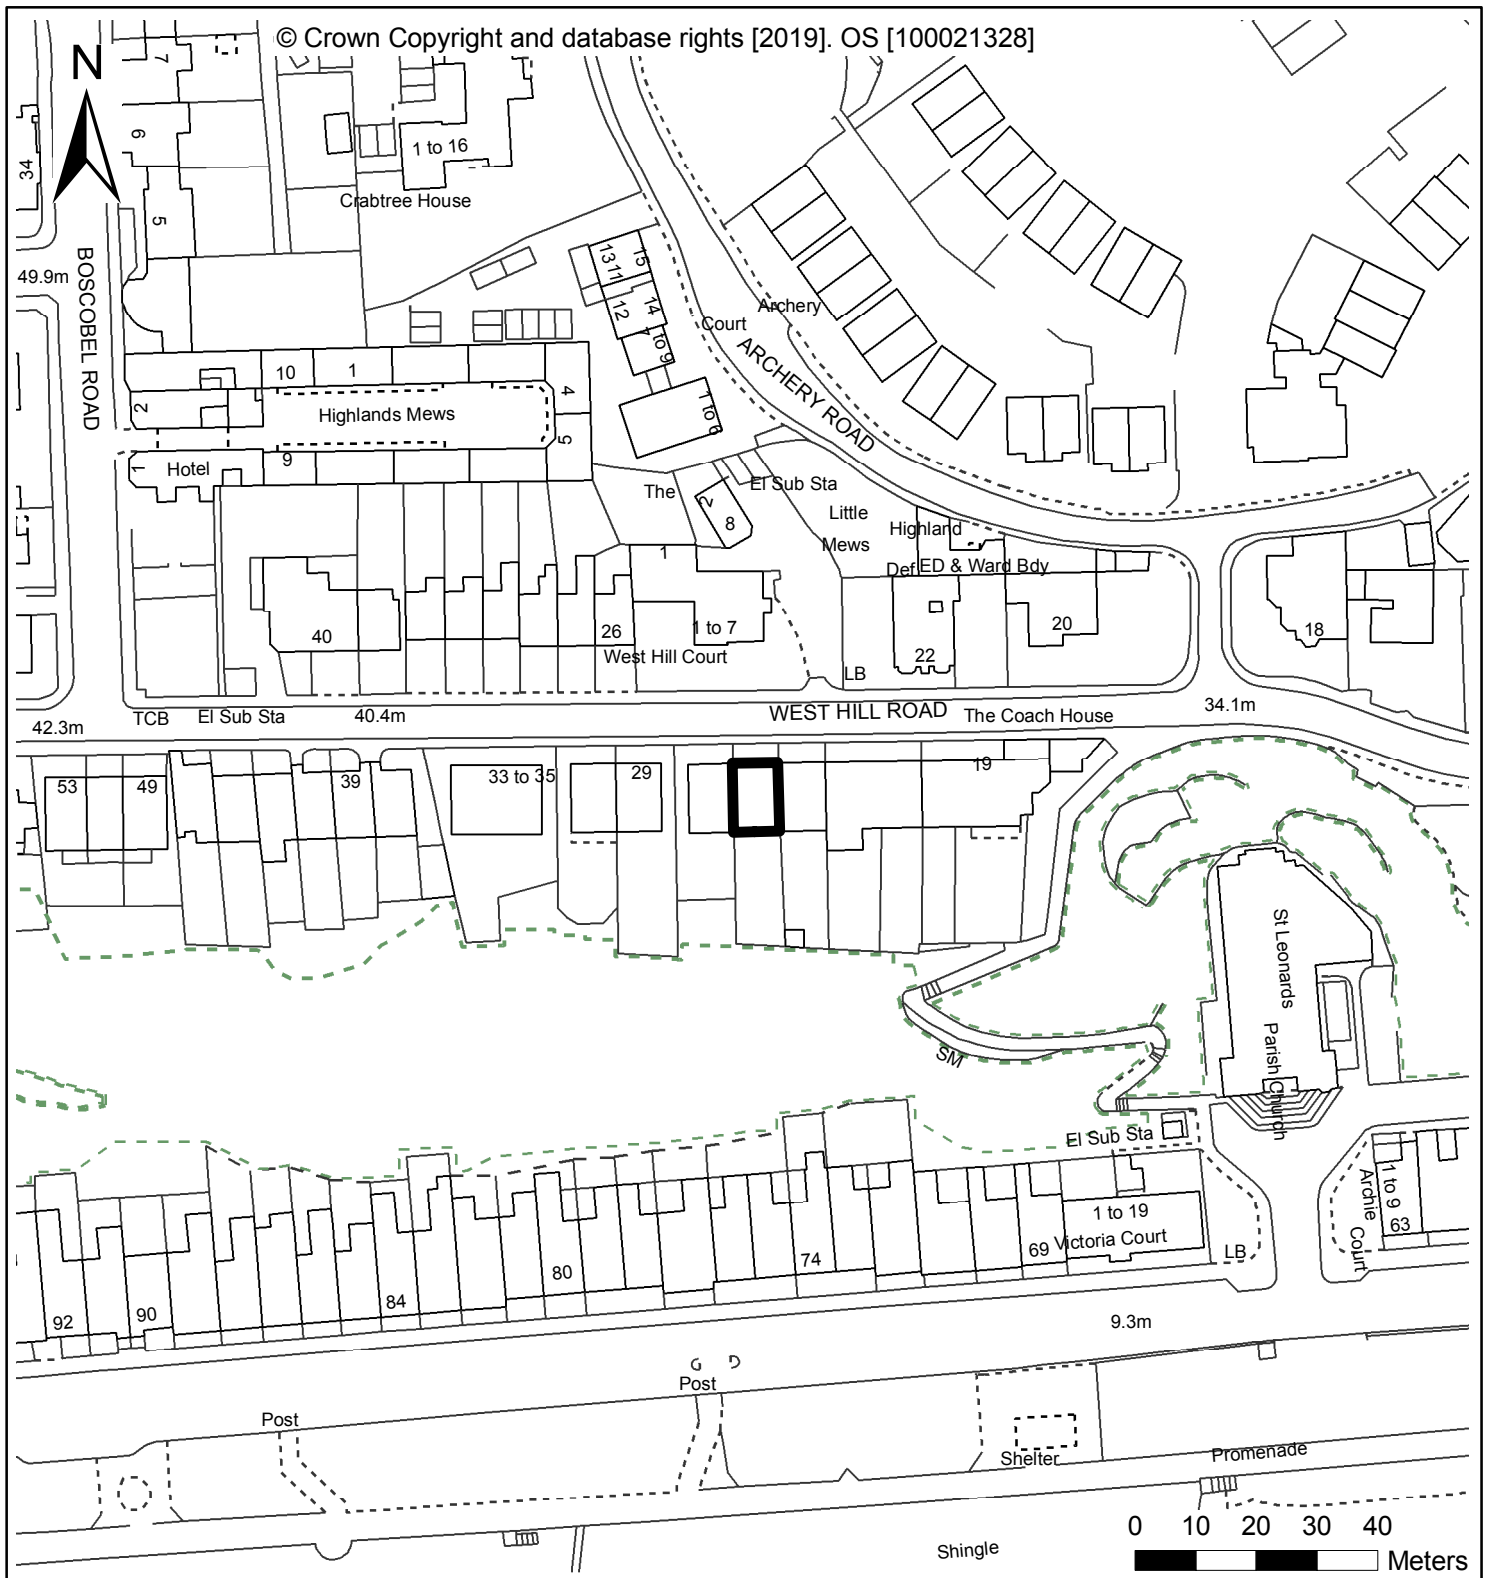 © Crown Copyright and database rights [2019]. OS [100021328]
N
7
6
5
34
1 to 16
Crabtree House
49.9m
BOSCOBEL ROAD
13
11
15
12
14
7 to 9
1 to 6
Archery
Court
ARCHERY ROAD
10
1
4
2
Highlands Mews
5
1
Hotel
9
The
El Sub Sta
2
8
Little
Mews
Highland
Def
ED & Ward Bdy
1
40
26
1 to 7
West Hill Court
22
20
18
LB
42.3m
TCB
El Sub Sta
40.4m
WEST HILL ROAD
The Coach House
34.1m
53
49
39
33 to 35
29
19
St Leonards
Parish Church
SM
El Sub Sta
1 to 19
Victoria Court
69
LB
Archie
Court
1 to 9
63
92
90
84
80
74
9.3m
Post
Post
Shelter
Promenade
Shingle
0 10 20 30 40
Meters